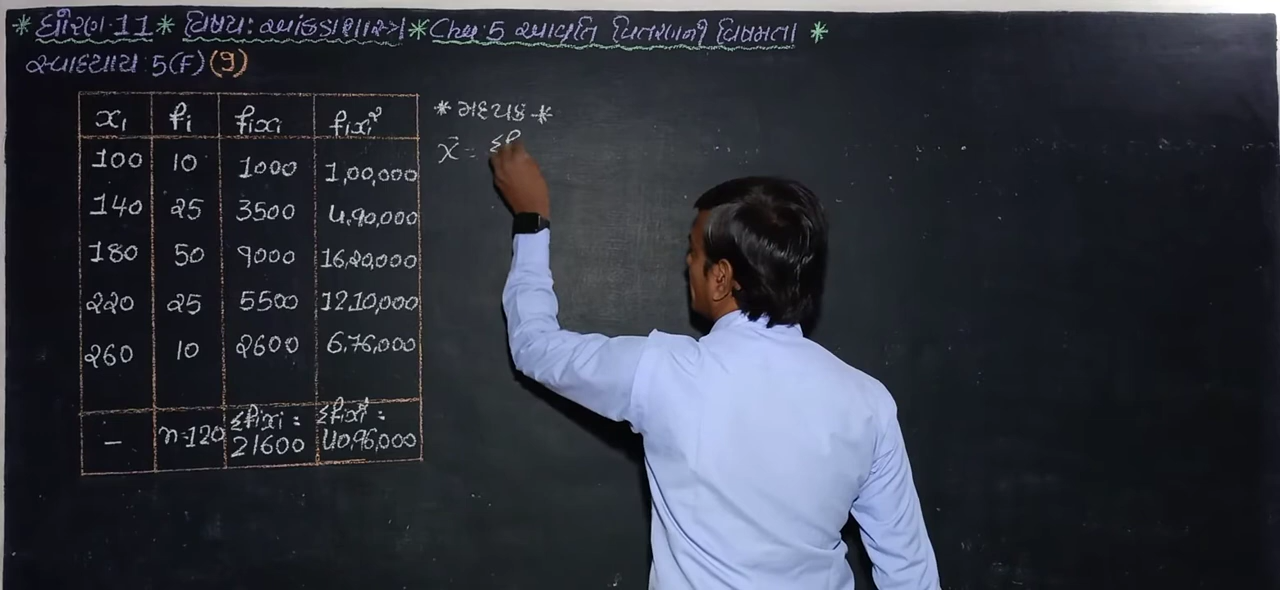 * ધોરણ: 11 * વિષય: આંકડાશાસ્ત્ર * Ch: 5 આવૃત્તિ વિતરણની વિષમતા *
સ્વાધ્યાય: 5(F) (9)
xi fi fixi fixi²
100 10 1000 1,00,000
140 25 3500 4,90,000
180 50 9000 16,20,000
220 25 5500 12,10,000
260 10 2600 6,76,000
– n=120 Σfixi = 21600 Σfixi² = 40,96,000
* મધ્યક *
x̄ = Σf